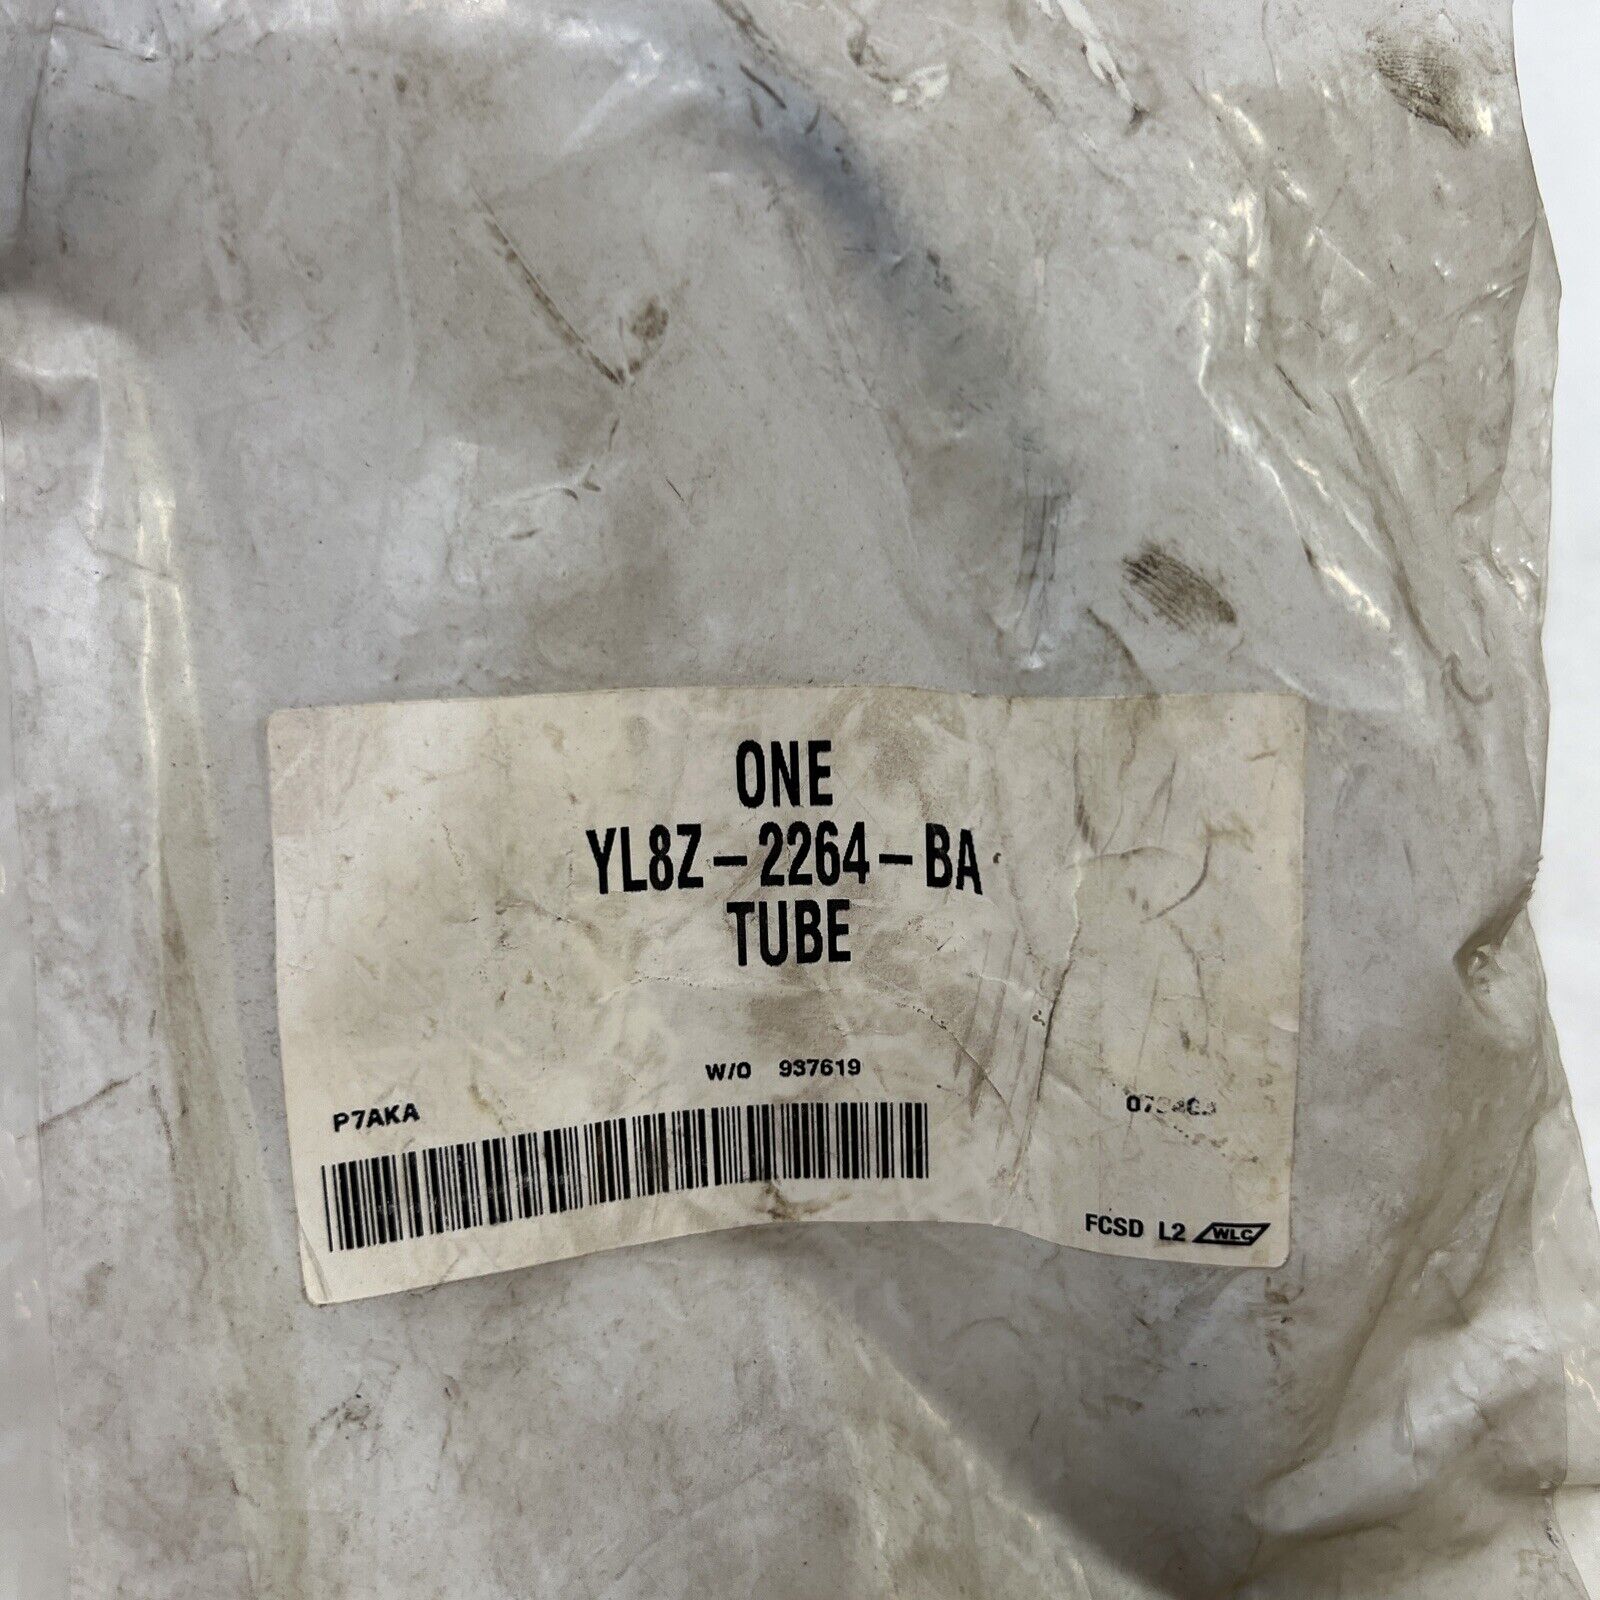 ONE
YL8Z-2264-BA
TUBE
W/O 937619
P7AKA
FCSD L2 WLC